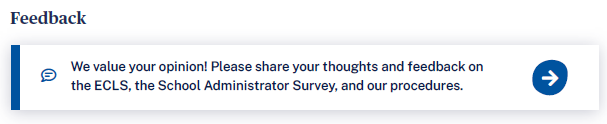 Feedback
We value your opinion! Please share your thoughts and feedback on
the ECLS, the School Administrator Survey, and our procedures.